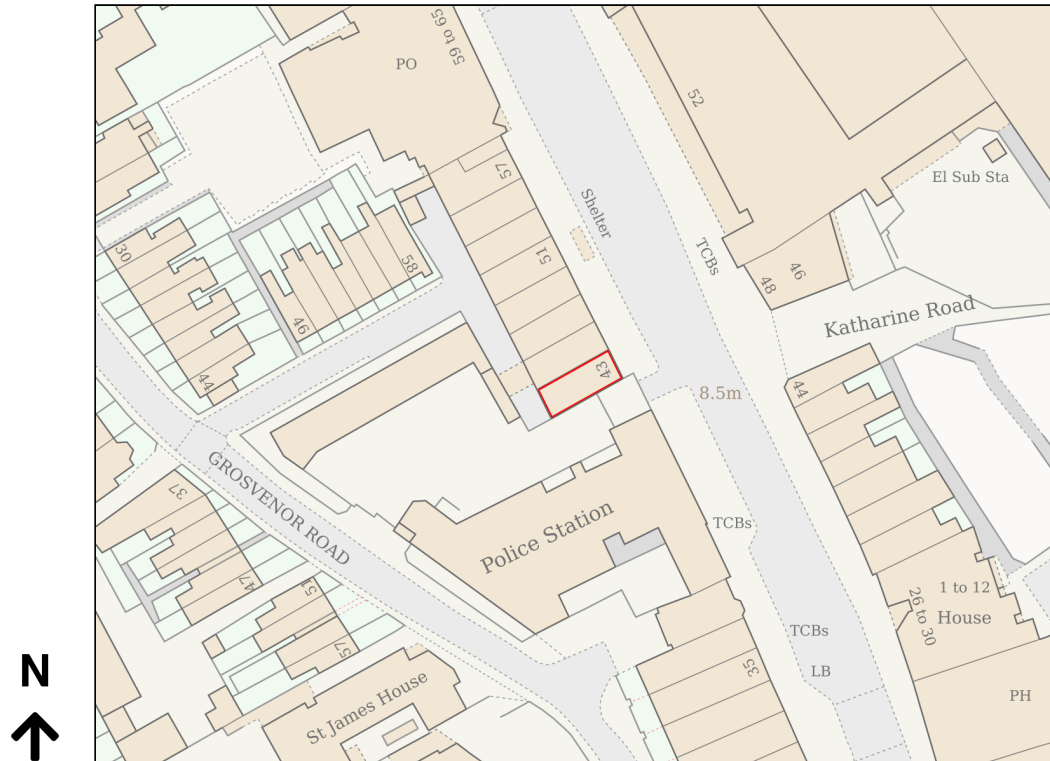 59 to 65
PO
52
57
El Sub Sta
Shelter
30
58
51
TCBs
46
48
46
Katharine Road
44
43
8.5m
44
GROSVENOR ROAD
37
Police Station
TCBs
47
51
1 to 12
House
26 to 30
57
TCBs
35
LB
N
St James House
PH